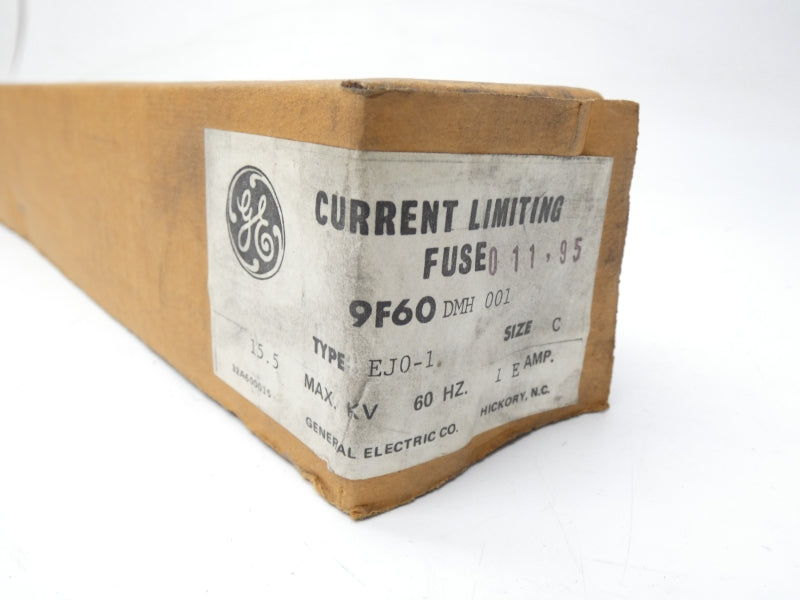 GE
CURRENT LIMITING
FUSE 0 11.95
9F60 DMH 001
TYPE EJO-1 SIZE C
15.5 MAX. KV 60 HZ. 1 E AMP.
GENERAL ELECTRIC CO. HICKORY, N.C.